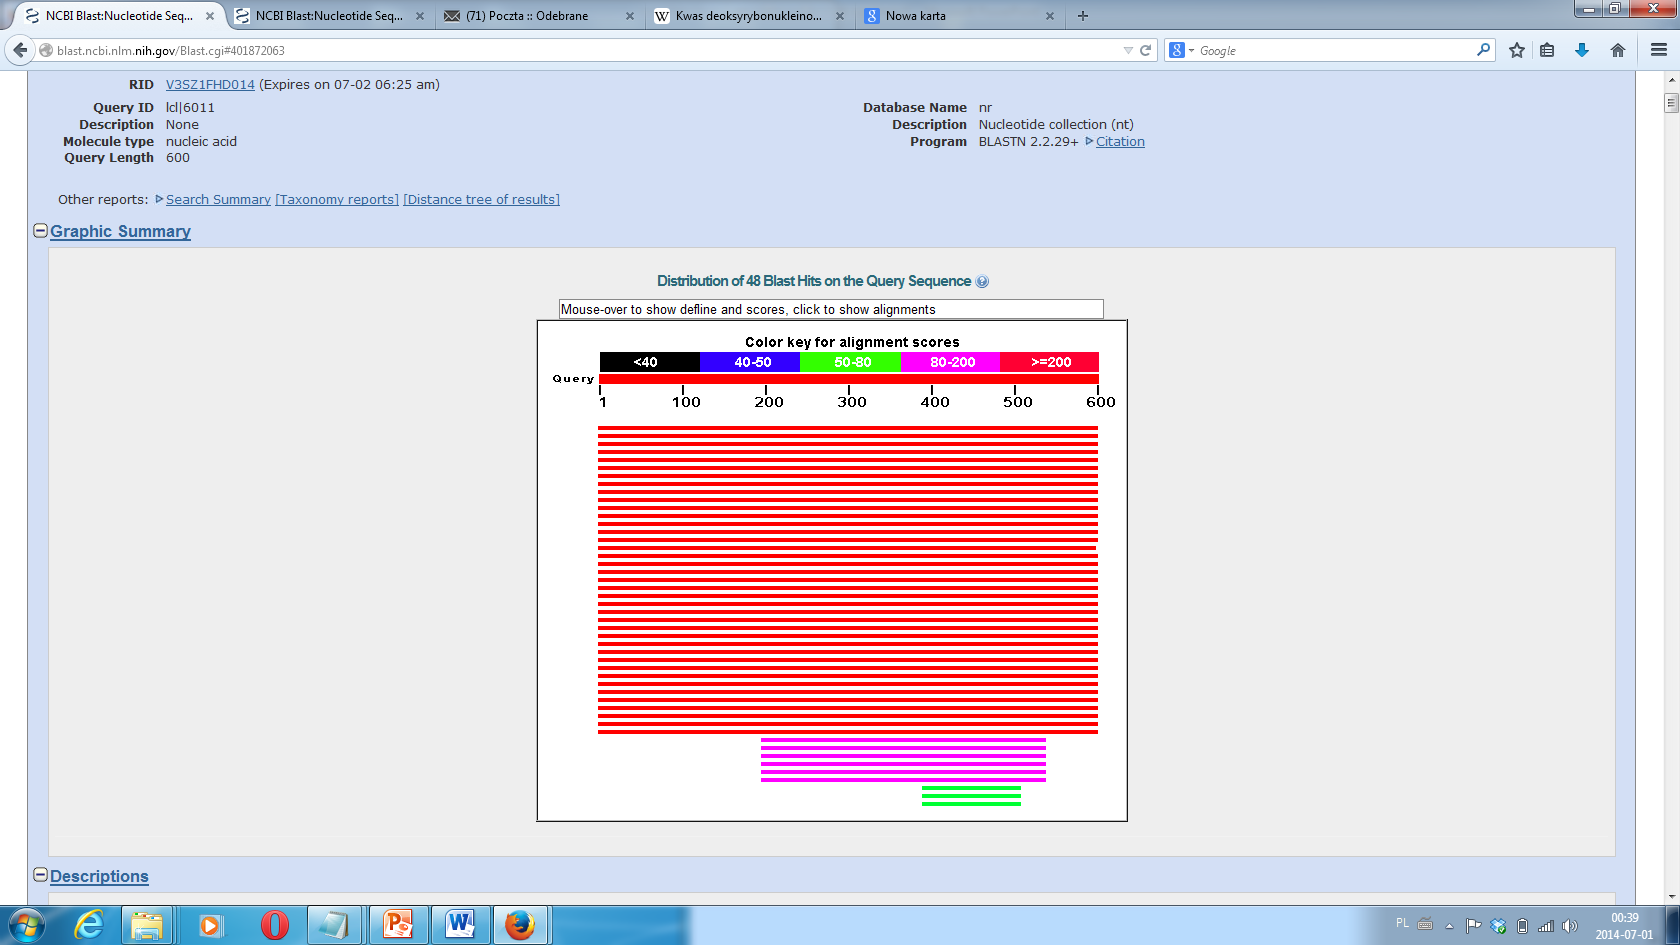 NCBI Blast:Nucleotide Seq...
NCBI Blast:Nucleotide Seq...
(71) Poczta :: Odebrane
Kwas deoksyrybonukleino...
Nowa karta
blast.ncbi.nlm.nih.gov/Blast.cgi#401872063
Google
RID V3SZ1FHD014 (Expires on 07-02 06:25 am)
Query ID lcl|6011
Description None
Molecule type nucleic acid
Query Length 600
Database Name nr
Description Nucleotide collection (nt)
Program BLASTN 2.2.29+ Citation
Other reports: Search Summary [Taxonomy reports] [Distance tree of results]
Graphic Summary
Distribution of 48 Blast Hits on the Query Sequence
Mouse-over to show defline and scores, click to show alignments
Color key for alignment scores
<40 40-50 50-80 80-200 >=200
Query
1 100 200 300 400 500 600
Descriptions
PL
00:39
2014-07-01